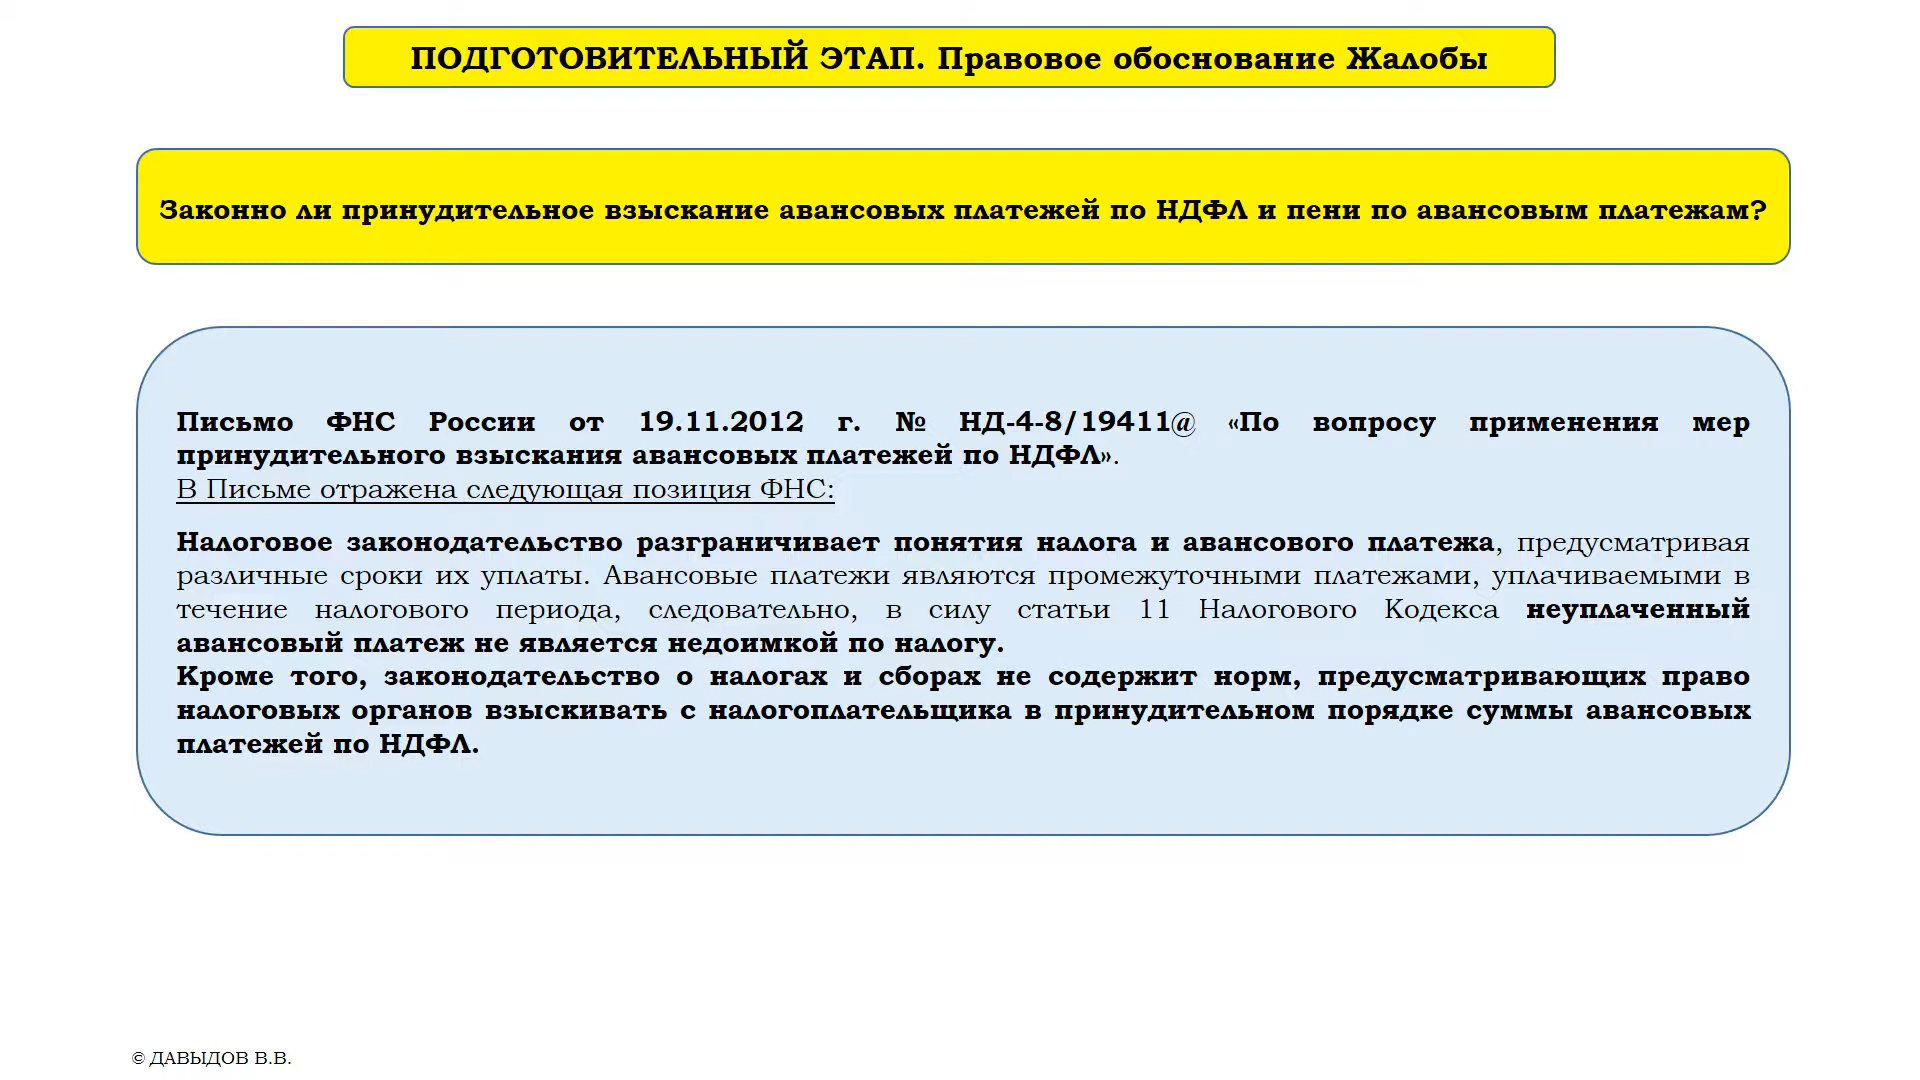 ПОДГОТОВИТЕЛЬНЫЙ ЭТАП. Правовое обоснование Жалобы
Законно ли принудительное взыскание авансовых платежей по НДФЛ и пени по авансовым платежам?
Письмо ФНС России от 19.11.2012 г. № НД-4-8/19411@ «По вопросу применения мер
принудительного взыскания авансовых платежей по НДФЛ».
В Письме отражена следующая позиция ФНС:
Налоговое законодательство разграничивает понятия налога и авансового платежа, предусматривая
различные сроки их уплаты. Авансовые платежи являются промежуточными платежами, уплачиваемыми в
течение налогового периода, следовательно, в силу статьи 11 Налогового Кодекса неуплаченный
авансовый платеж не является недоимкой по налогу.
Кроме того, законодательство о налогах и сборах не содержит норм, предусматривающих право
налоговых органов взыскивать с налогоплательщика в принудительном порядке суммы авансовых
платежей по НДФЛ.
© ДАВЫДОВ В.В.